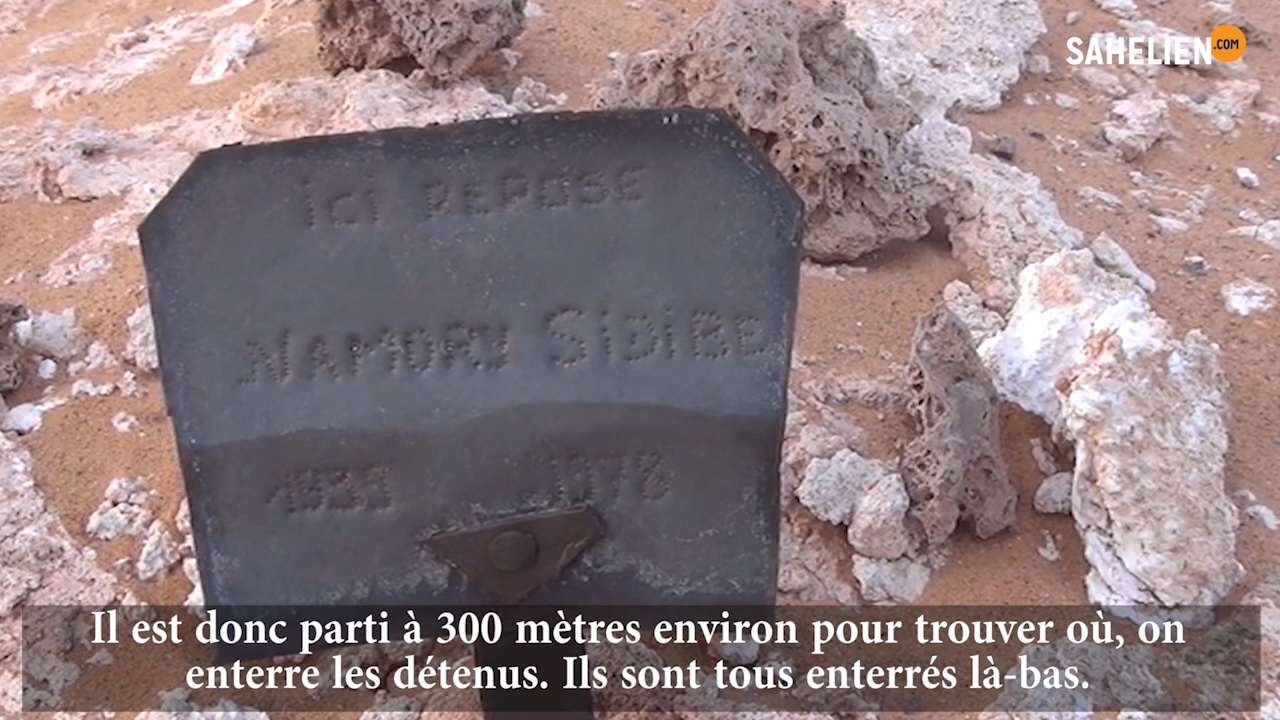 SAHELIEN.COM
ici REPOSE
NAMORY SiDiBE
1933 1978
Il est donc parti à 300 mètres environ pour trouver où, on
enterre les détenus. Ils sont tous enterrés là-bas.